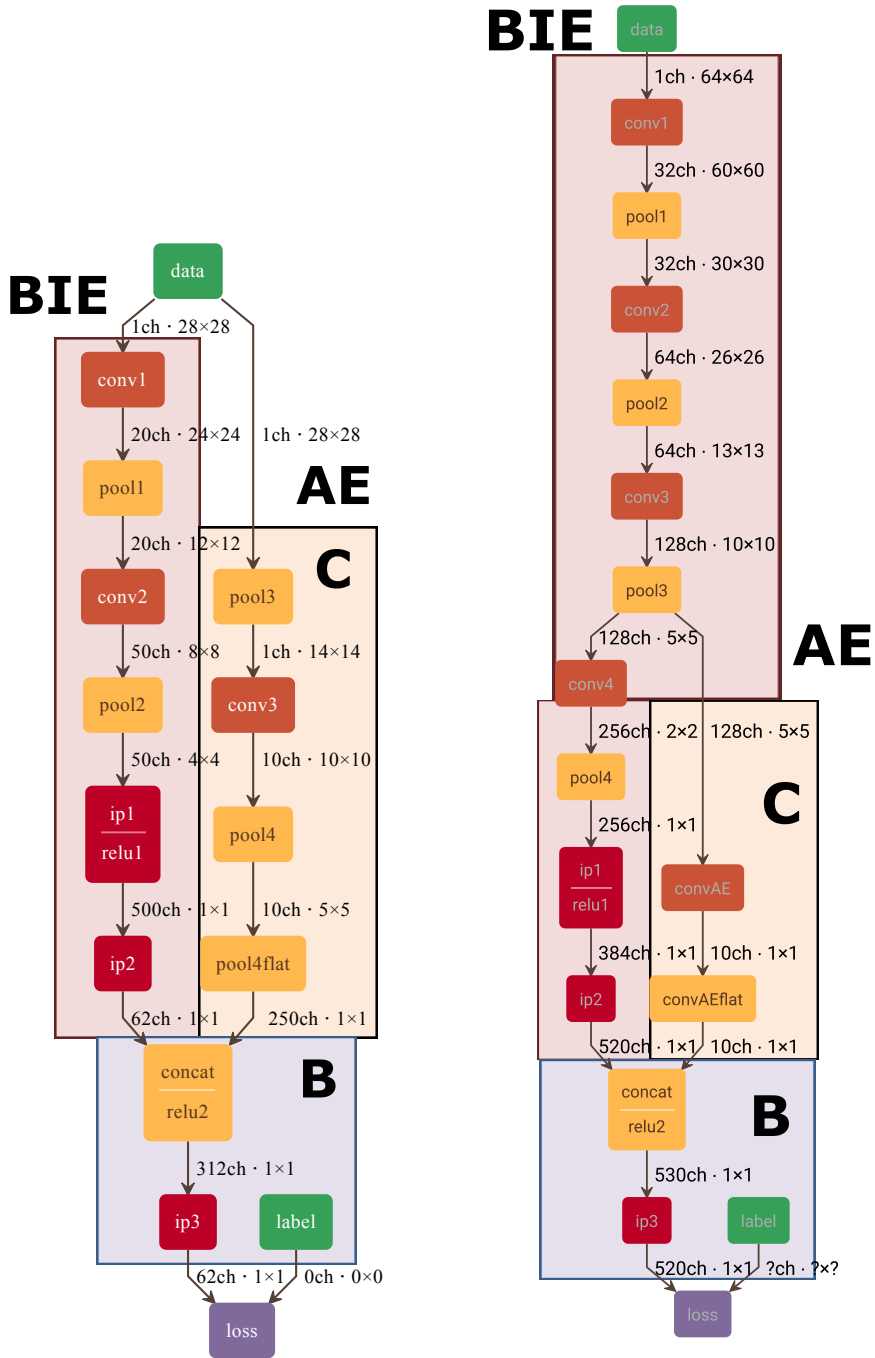 BIE
data
1ch · 28×28
conv1
20ch · 24×24
1ch · 28×28
pool1
AE
20ch · 12×12
C
conv2
pool3
50ch · 8×8
1ch · 14×14
pool2
conv3
50ch · 4×4
10ch · 10×10
ip1
relu1
pool4
500ch · 1×1
10ch · 5×5
ip2
pool4flat
62ch · 1×1
250ch · 1×1
concat
relu2
B
312ch · 1×1
ip3
label
62ch · 1×1
0ch · 0×0
loss
BIE
data
1ch · 64×64
conv1
32ch · 60×60
pool1
32ch · 30×30
conv2
64ch · 26×26
pool2
64ch · 13×13
conv3
128ch · 10×10
pool3
128ch · 5×5
AE
conv4
256ch · 2×2
128ch · 5×5
pool4
C
256ch · 1×1
ip1
relu1
convAE
384ch · 1×1
10ch · 1×1
ip2
convAEflat
520ch · 1×1
10ch · 1×1
concat
relu2
B
530ch · 1×1
ip3
label
520ch · 1×1
?ch · ?×?
loss